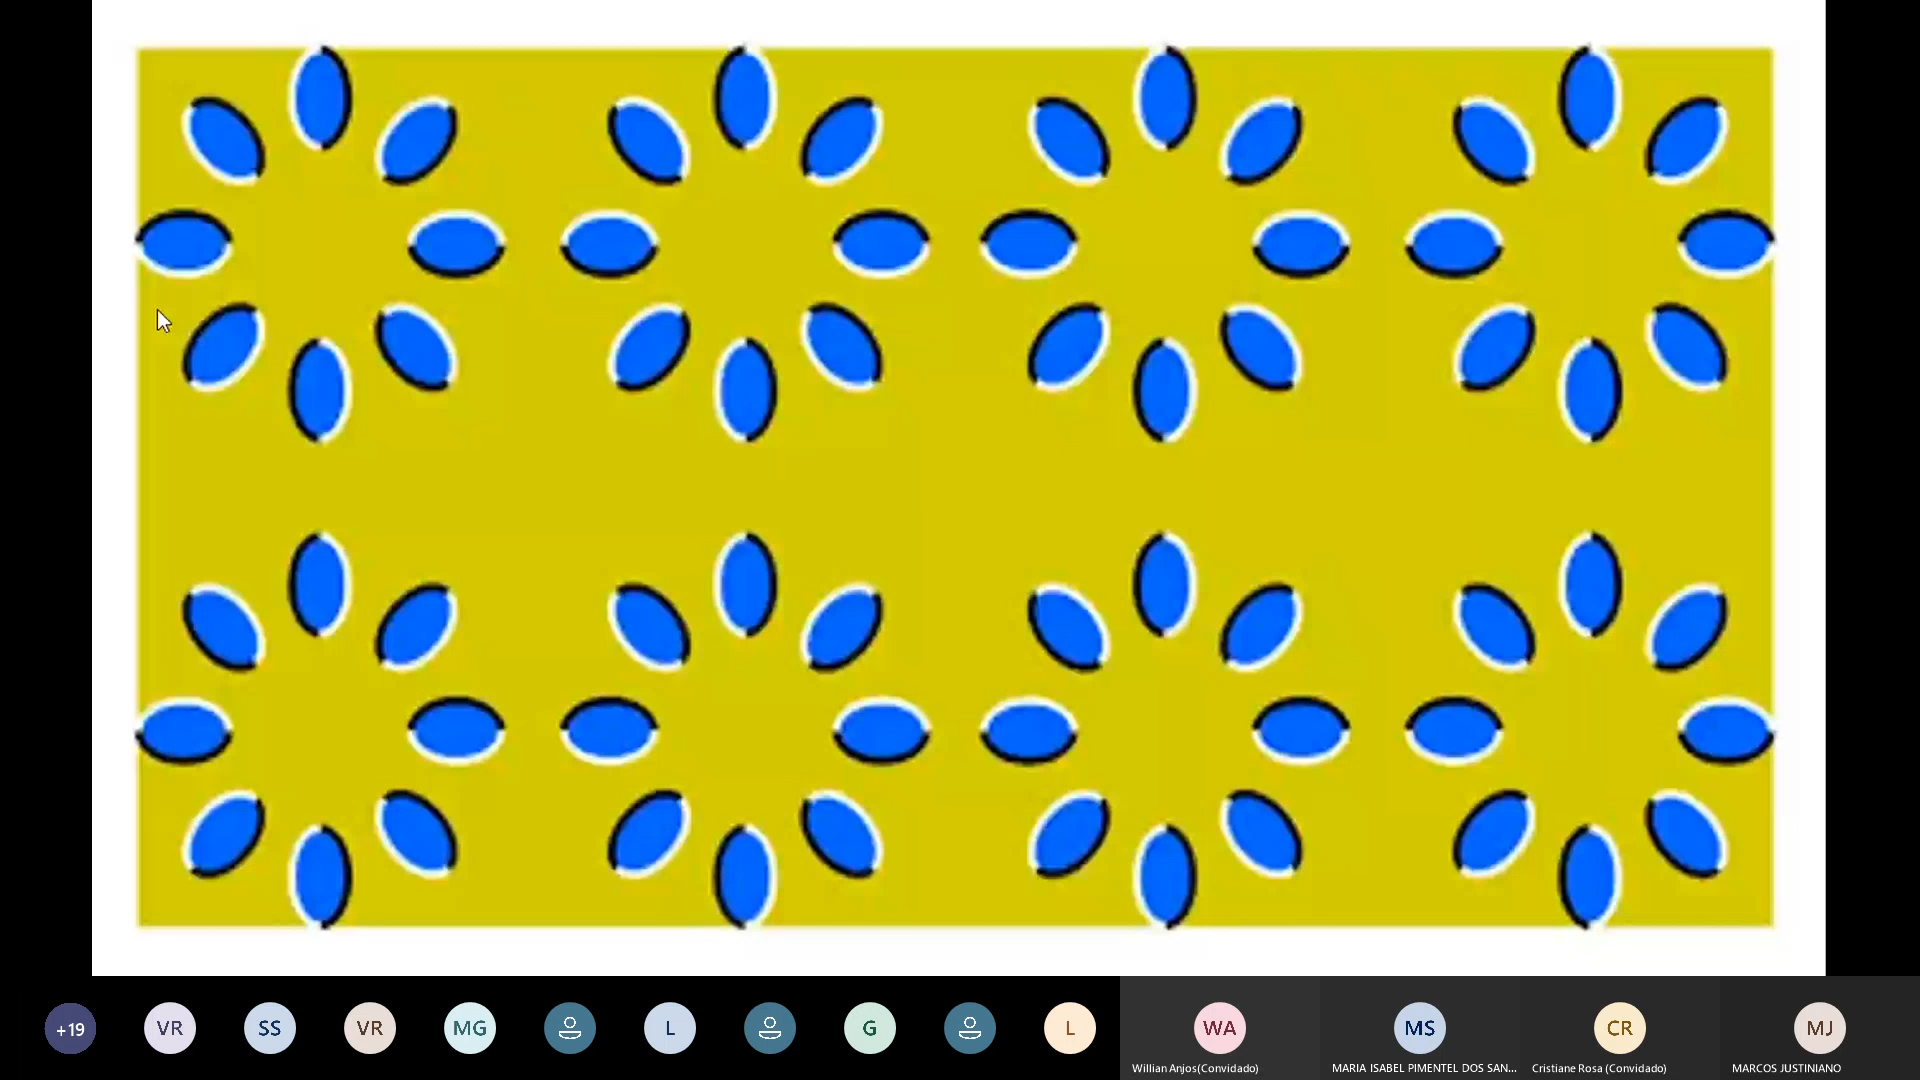 +19
VR
SS
VR
MG
L
G
L
WA
MS
CR
MJ
Willian Anjos(Convidado)
MARIA ISABEL PIMENTEL DOS SAN...
Cristiane Rosa (Convidado)
MARCOS JUSTINIANO